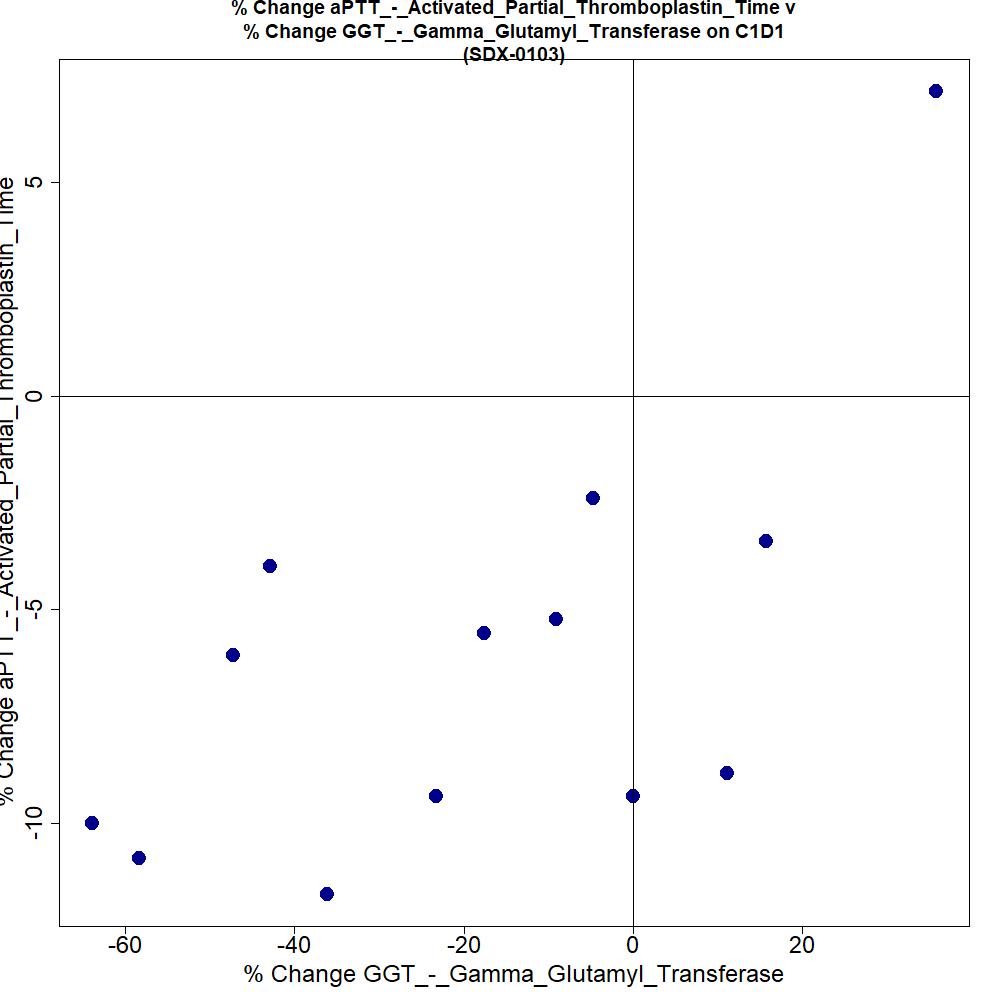 % Change aPTT_-_Activated_Partial_Thromboplastin_Time v
% Change GGT_-_Gamma_Glutamyl_Transferase on C1D1
(SDX-0103)
% Change aPTT_-_Activated_Partial_Thromboplastin_Time
5
0
-5
-10
-60
-40
-20
0
20
% Change GGT_-_Gamma_Glutamyl_Transferase